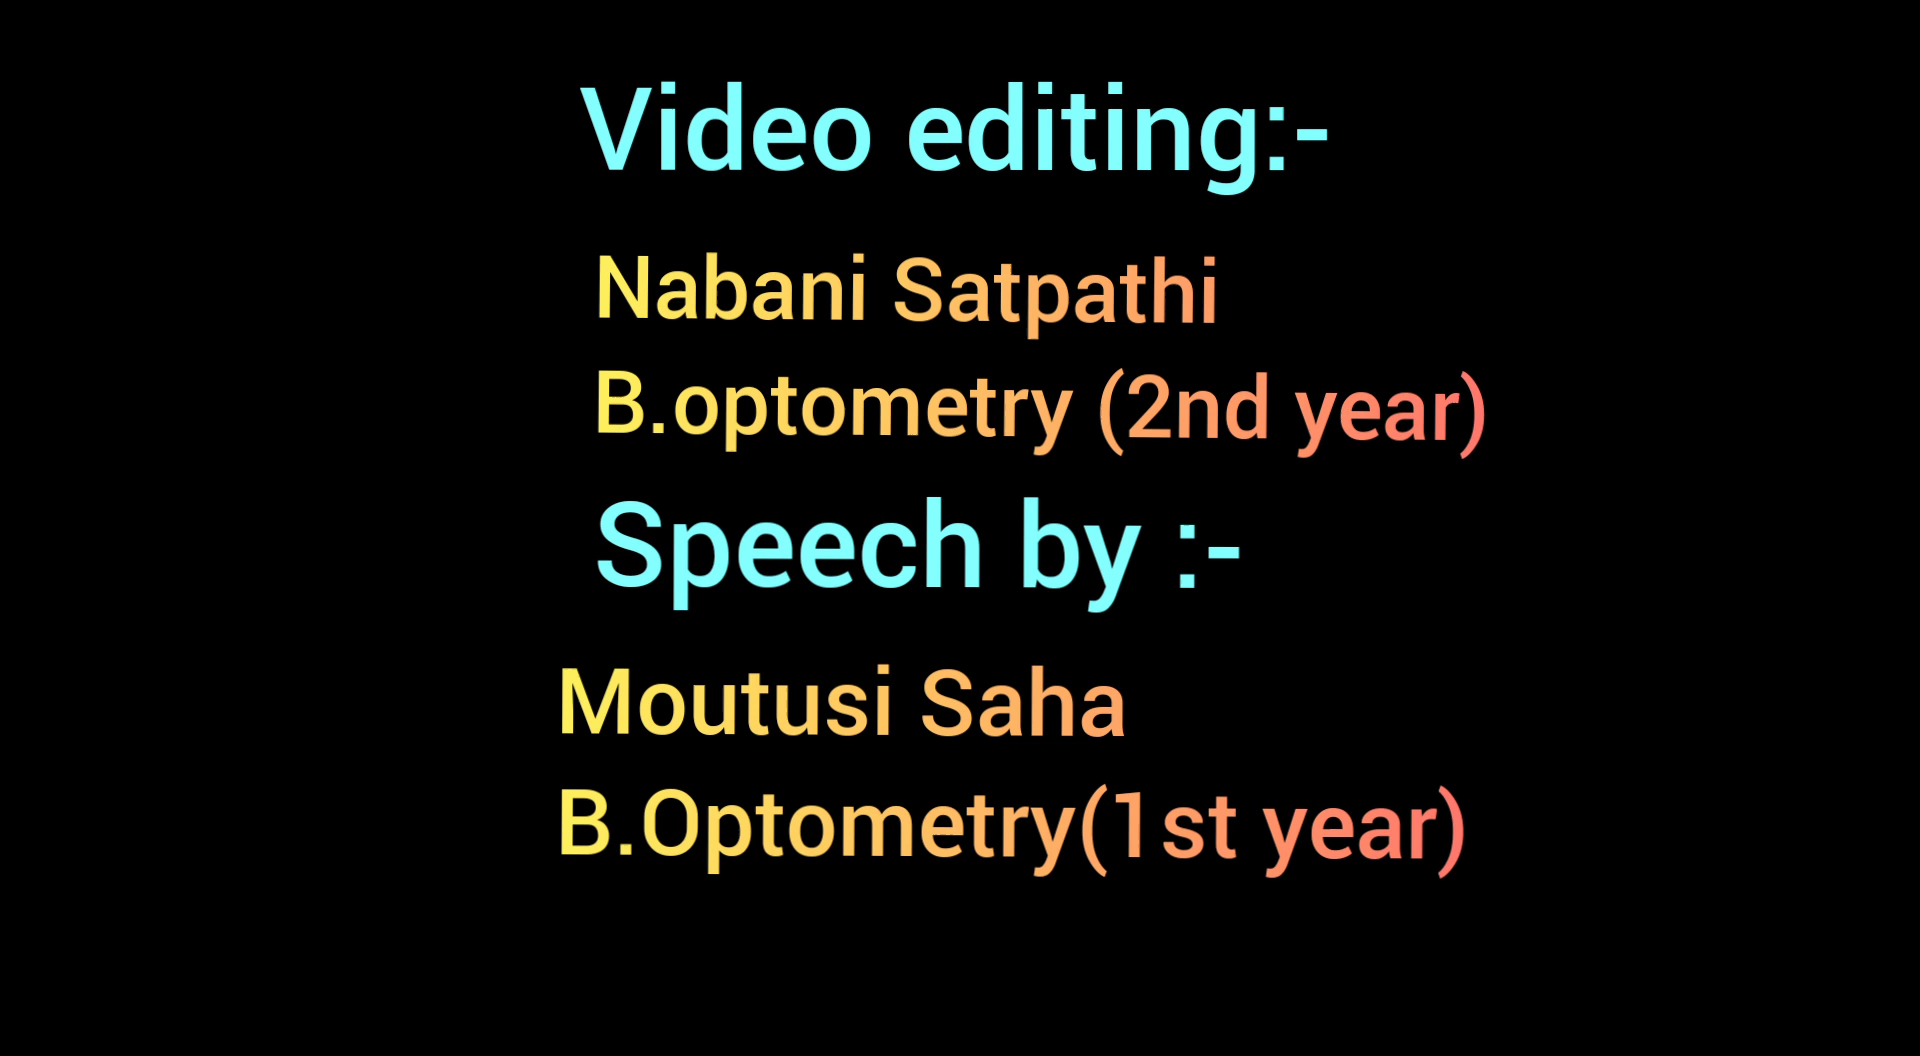 Video editing:-
Nabani Satpathi
B.optometry (2nd year)
Speech by :-
Moutusi Saha
B.Optometry(1st year)